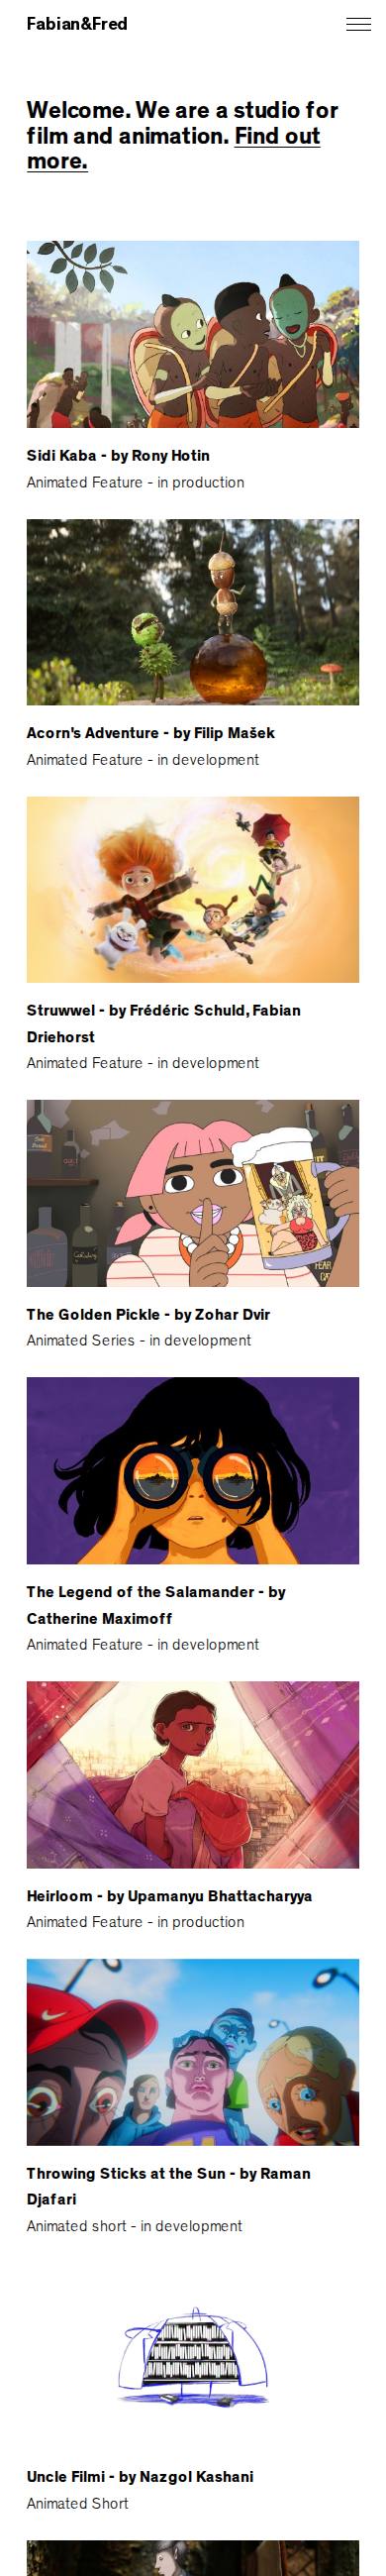 Fabian&Fred
Welcome. We are a studio for
film and animation. Find out
more.
Sidi Kaba - by Rony Hotin
Animated Feature - in production
Acorn's Adventure - by Filip Mašek
Animated Feature - in development
Struwwel - by Frédéric Schuld, Fabian
Driehorst
Animated Feature - in development
The Golden Pickle - by Zohar Dvir
Animated Series - in development
The Legend of the Salamander - by
Catherine Maximoff
Animated Feature - in development
Heirloom - by Upamanyu Bhattacharyya
Animated Feature - in production
Throwing Sticks at the Sun - by Raman
Djafari
Animated short - in development
Uncle Filmi - by Nazgol Kashani
Animated Short